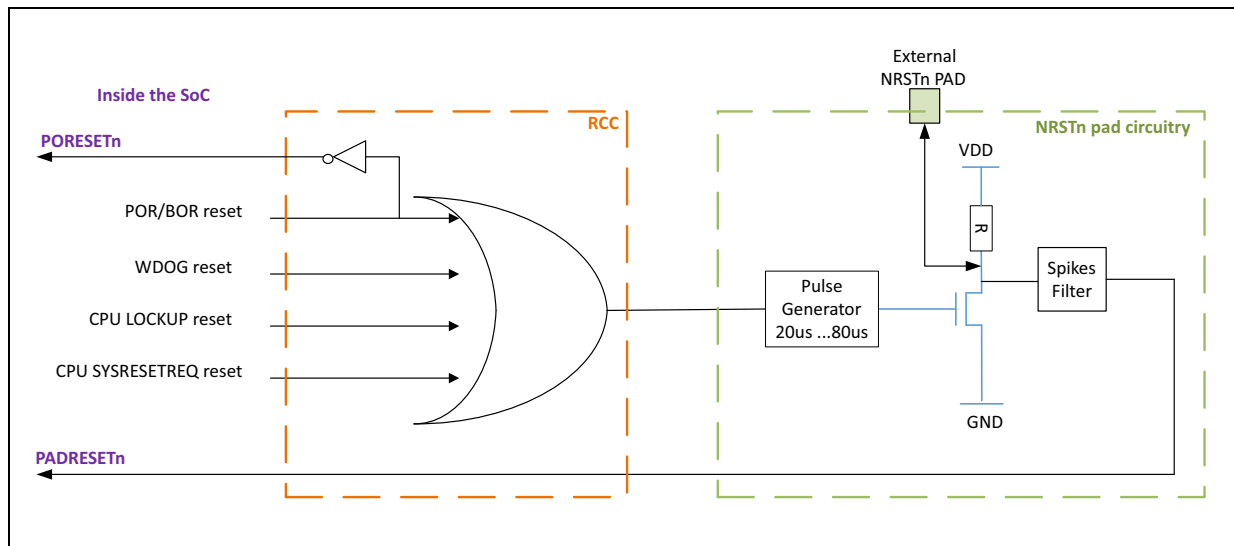 External
NRSTn PAD
Inside the SoC
RCC
NRSTn pad circuitry
PORESETn
VDD
POR/BOR reset
R
WDOG reset
Pulse
Generator
20us ...80us
Spikes
Filter
CPU LOCKUP reset
CPU SYSRESETREQ reset
GND
PADRESETn